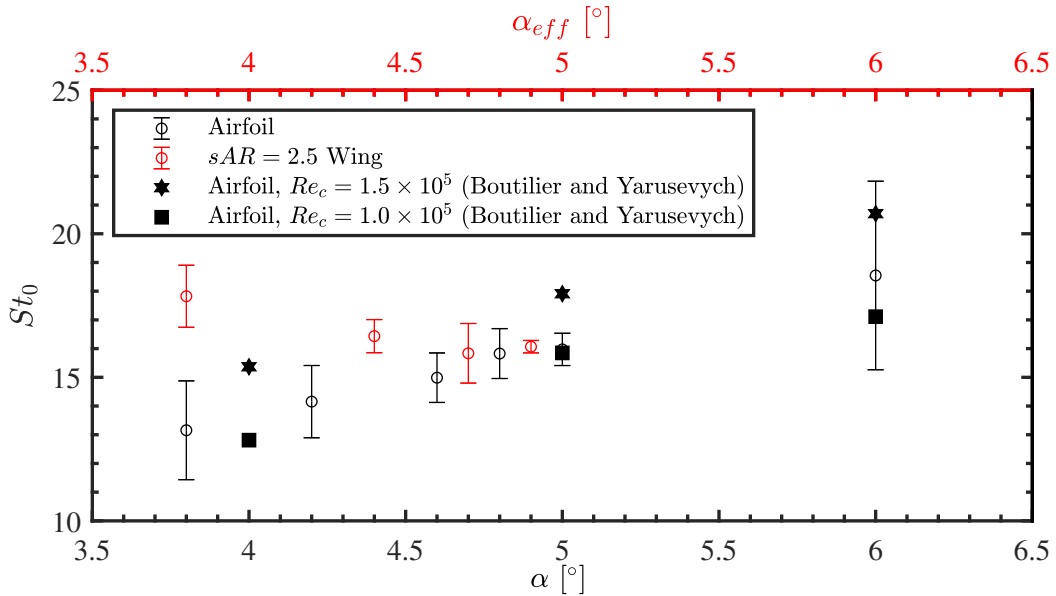 α_eff [°]
3.5 4 4.5 5 5.5 6 6.5
25
Airfoil
sAR = 2.5 Wing
Airfoil, Re_c = 1.5 × 10^5 (Boutilier and Yarusevych)
Airfoil, Re_c = 1.0 × 10^5 (Boutilier and Yarusevych)
20
St_0
15
10
3.5 4 4.5 5 5.5 6 6.5
α [°]